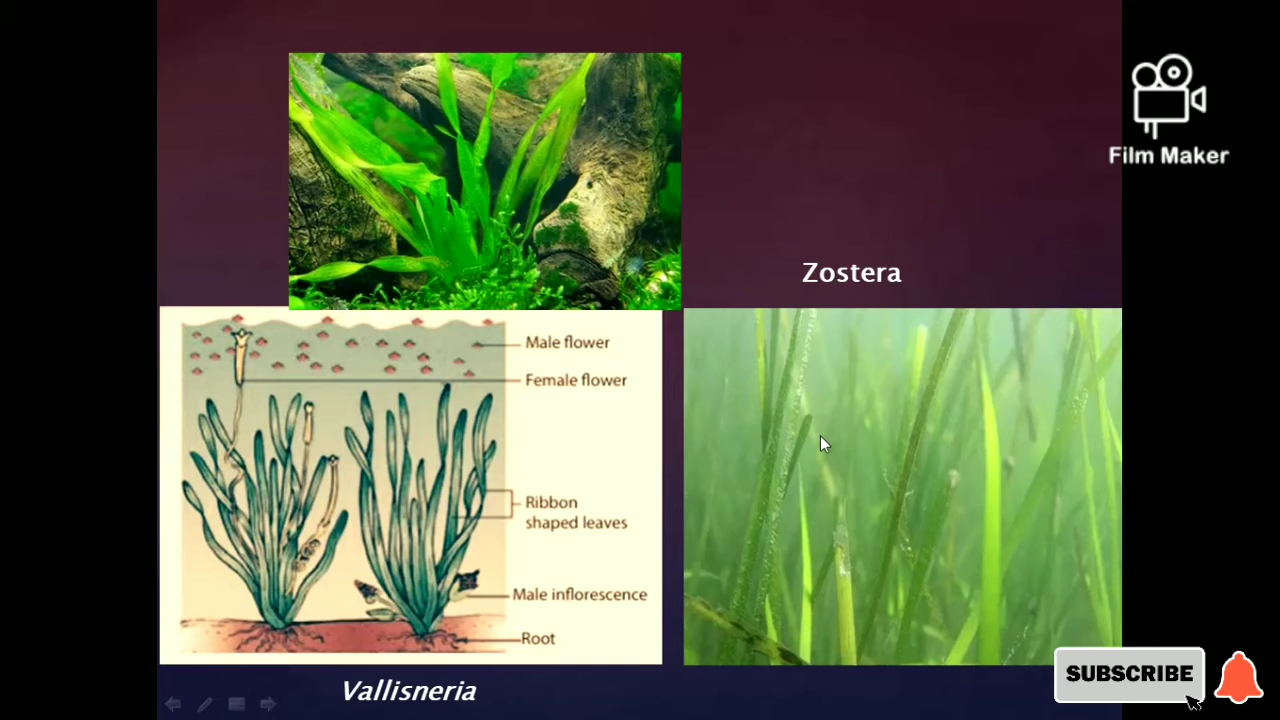 Film Maker
Zostera
Male flower
Female flower
Ribbon
shaped leaves
Male inflorescence
Root
Vallisneria
SUBSCRIBE